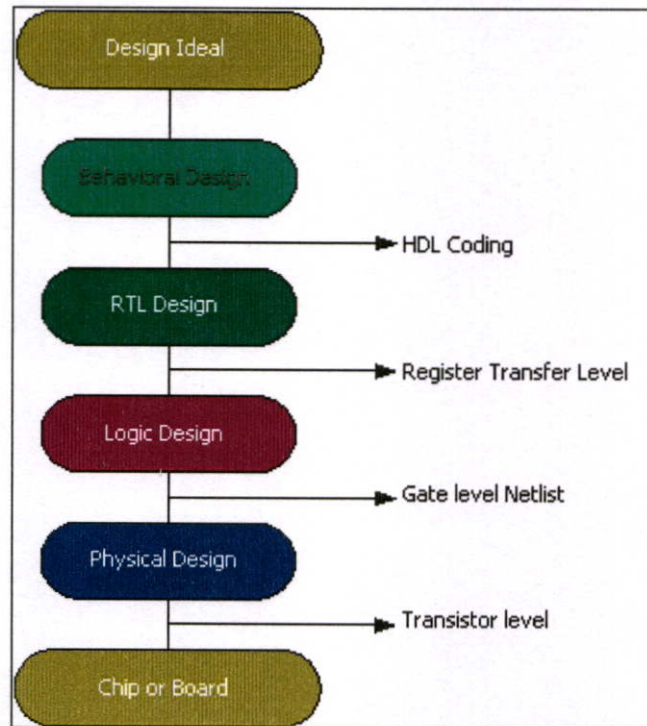 Design Ideal
Behavioral Design
HDL Coding
RTL Design
Register Transfer Level
Logic Design
Gate level Netlist
Physical Design
Transistor level
Chip or Board